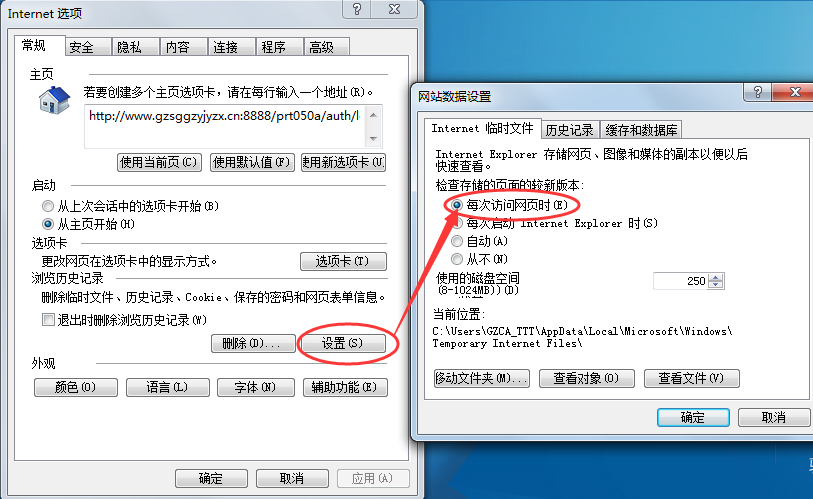 Internet 选项
常规
安全
隐私
内容
连接
程序
高级
主页
若要创建多个主页选项卡，请在每行输入一个地址(R)。
http://www.gzsggzyjyzx.cn:8888/prt050a/auth/l
使用当前页(C)
使用默认值(F)
使用新选项卡(U)
启动
从上次会话中的选项卡开始(B)
从主页开始(H)
选项卡
更改网页在选项卡中的显示方式。
选项卡(T)
浏览历史记录
删除临时文件、历史记录、Cookie、保存的密码和网页表单信息。
退出时删除浏览历史记录(W)
删除(D)...
设置(S)
外观
颜色(O)
语言(L)
字体(N)
辅助功能(E)
确定
取消
应用(A)
网站数据设置
Internet 临时文件
历史记录
缓存和数据库
Internet Explorer 存储网页、图像和媒体的副本以便以后
快速查看。
检查存储的页面的较新版本:
每次访问网页时(E)
每次启动 Internet Explorer 时(S)
自动(A)
从不(N)
使用的磁盘空间
(8-1024MB))(D)
250
当前位置:
C:\Users\GZCA_TTT\AppData\Local\Microsoft\Windows\
Temporary Internet Files\
移动文件夹(M)...
查看对象(O)
查看文件(V)
确定
取消